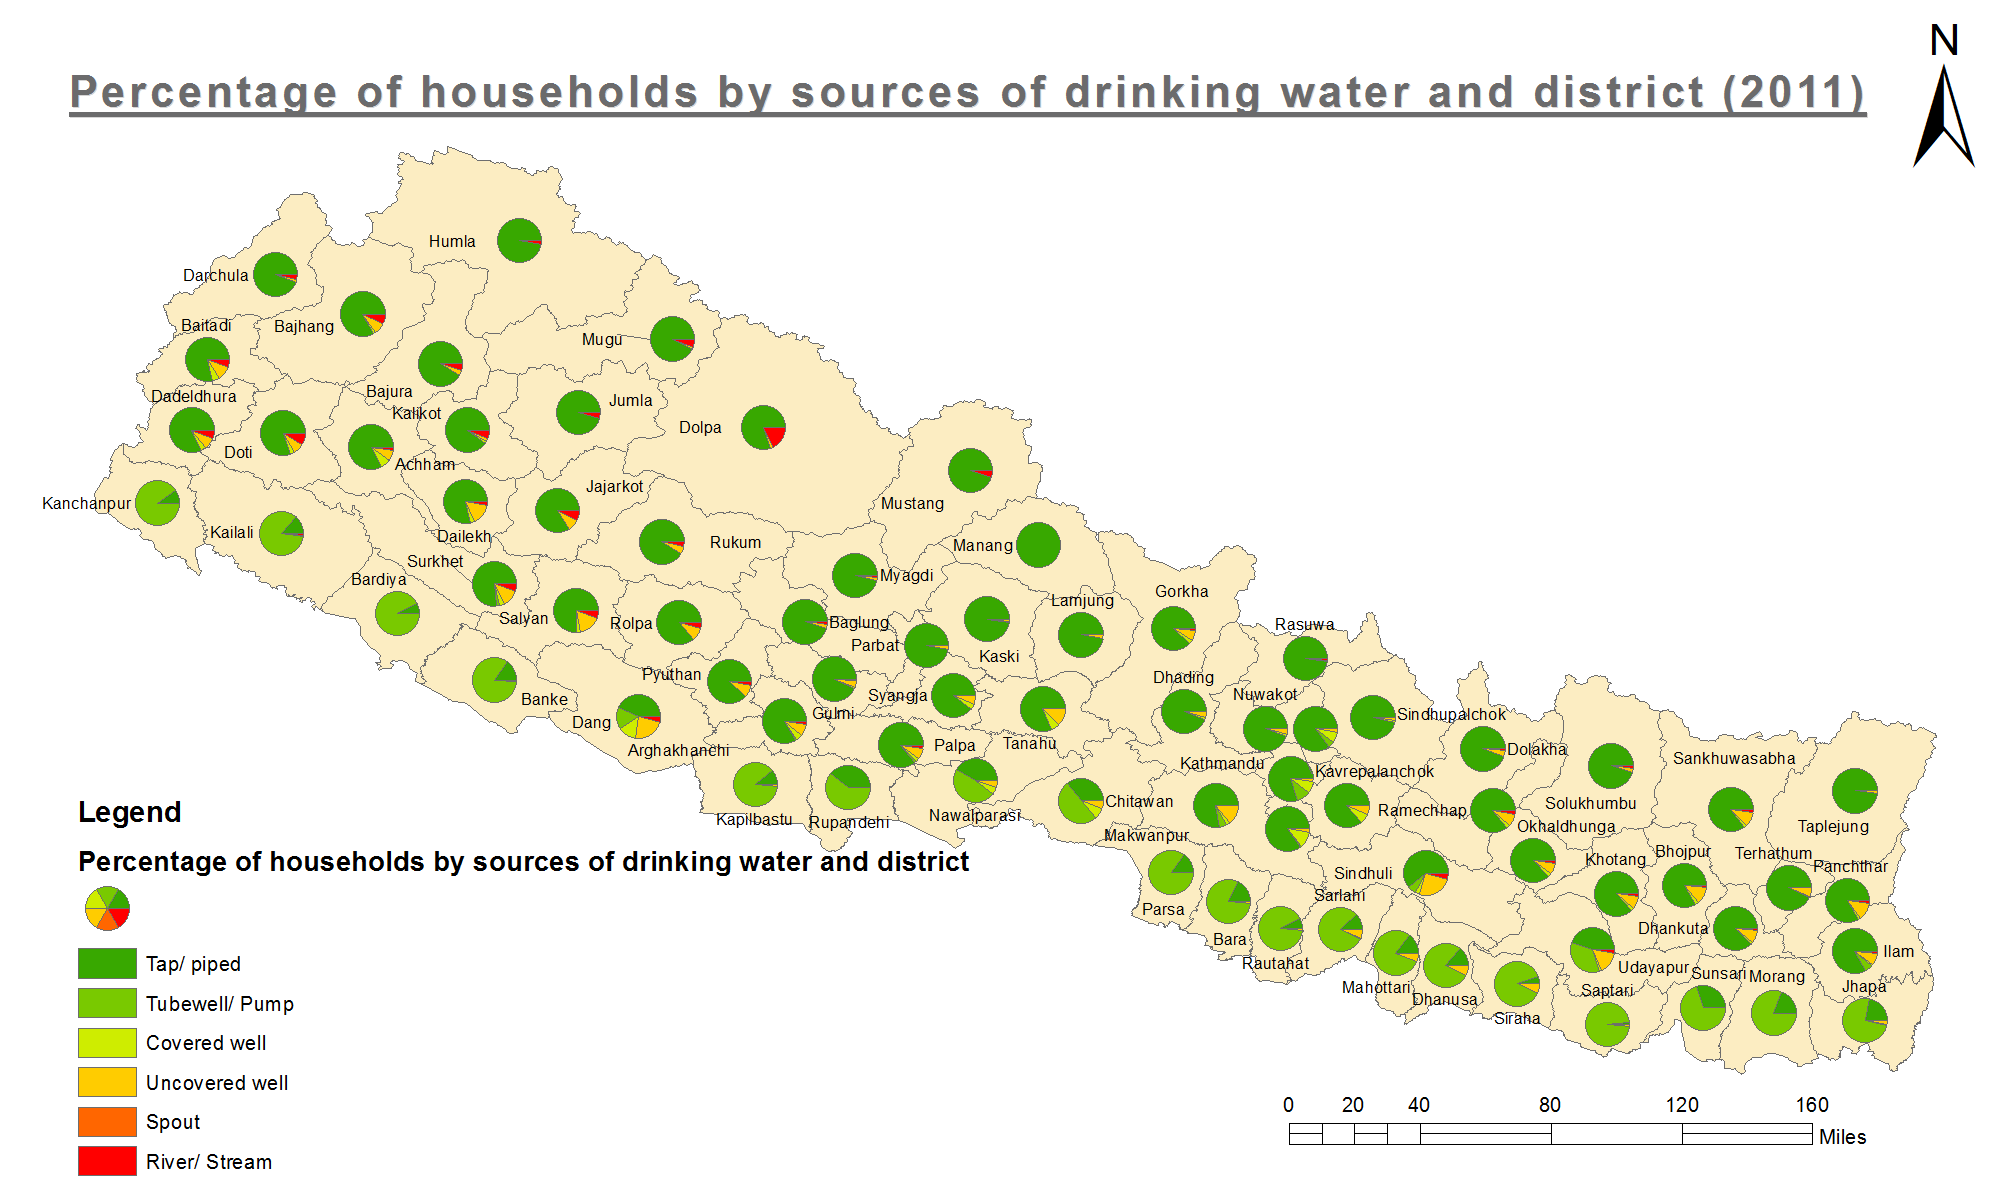 N
Percentage of households by sources of drinking water and district (2011)
Humla
Darchula
Baitadi
Bajhang
Mugu
Dadeldhura
Bajura
Jumla
Kalikot
Dolpa
Doti
Achham
Jajarkot
Kanchanpur
Mustang
Kailali
Dailekh
Rukum
Manang
Surkhet
Bardiya
Myagdi
Gorkha
Lamjung
Salyan
Rolpa
Baglung
Rasuwa
Parbat
Kaski
Pyuthan
Dhading
Banke
Syangja
Nuwakot
Dang
Gulmi
Sindhupalchok
Arghakhanchi
Palpa
Tanahu
Dolakha
Sankhuwasabha
Kathmandu
Kavrepalanchok
Chitawan
Solukhumbu
Ramechhap
Kapilbastu
Rupandehi
Nawalparasi
Okhaldhunga
Taplejung
Makwanpur
Khotang
Bhojpur
Terhathum
Panchthar
Sindhuli
Sarlahi
Parsa
Dhankuta
Bara
Ilam
Rautahat
Udayapur
Sunsari
Morang
Mahottari
Dhanusa
Saptari
Jhapa
Siraha
Legend
Percentage of households by sources of drinking water and district
Tap/ piped
Tubewell/ Pump
Covered well
Uncovered well
Spout
River/ Stream
0 20 40 80 120 160
Miles